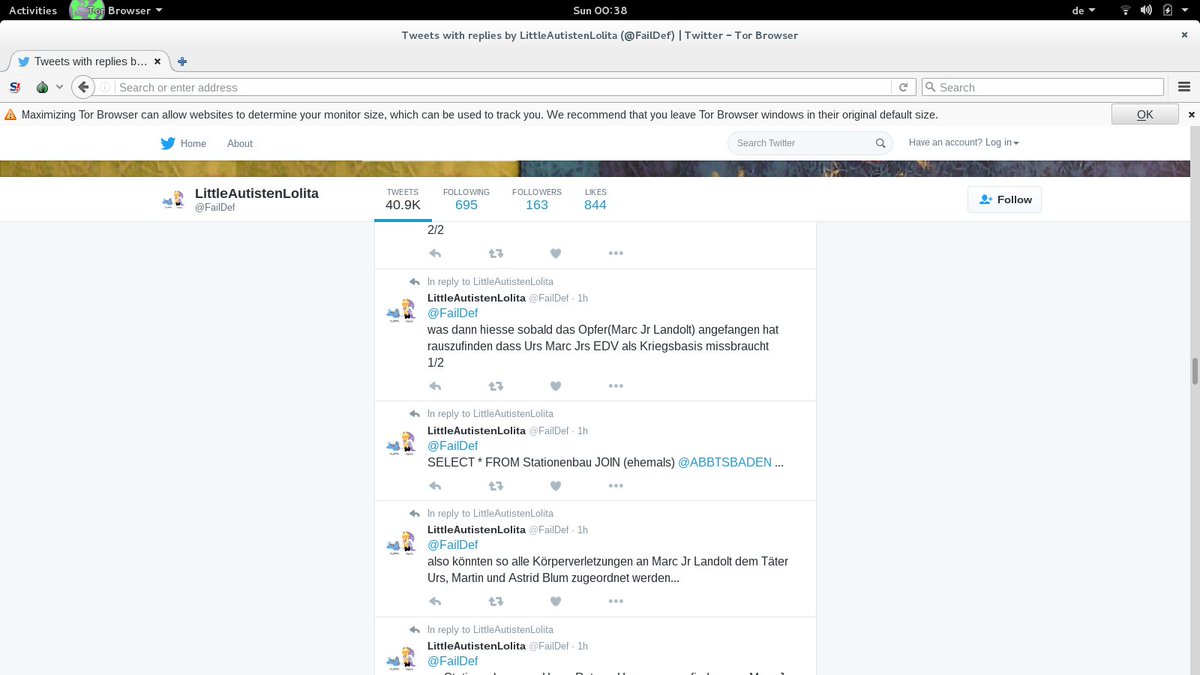 Activities Tor Browser Sun 00:38 de
Tweets with replies by LittleAutistenLolita (@FailDef) | Twitter – Tor Browser
Tweets with replies b...
Search or enter address Search
Maximizing Tor Browser can allow websites to determine your monitor size, which can be used to track you. We recommend that you leave Tor Browser windows in their original default size. OK
Home About Search Twitter Have an account? Log in
LittleAutistenLolita
@FailDef
TWEETS FOLLOWING FOLLOWERS LIKES
40.9K 695 163 844
Follow
2/2
In reply to LittleAutistenLolita
LittleAutistenLolita @FailDef · 1h
@FailDef
was dann hiesse sobald das Opfer(Marc Jr Landolt) angefangen hat
rauszufinden dass Urs Marc Jrs EDV als Kriegsbasis missbraucht
1/2
In reply to LittleAutistenLolita
LittleAutistenLolita @FailDef · 1h
@FailDef
SELECT * FROM Stationenbau JOIN (ehemals) @ABBTSBADEN ...
In reply to LittleAutistenLolita
LittleAutistenLolita @FailDef · 1h
@FailDef
also könnten so alle Körperverletzungen an Marc Jr Landolt dem Täter
Urs, Martin und Astrid Blum zugeordnet werden...
In reply to LittleAutistenLolita
LittleAutistenLolita @FailDef · 1h
@FailDef